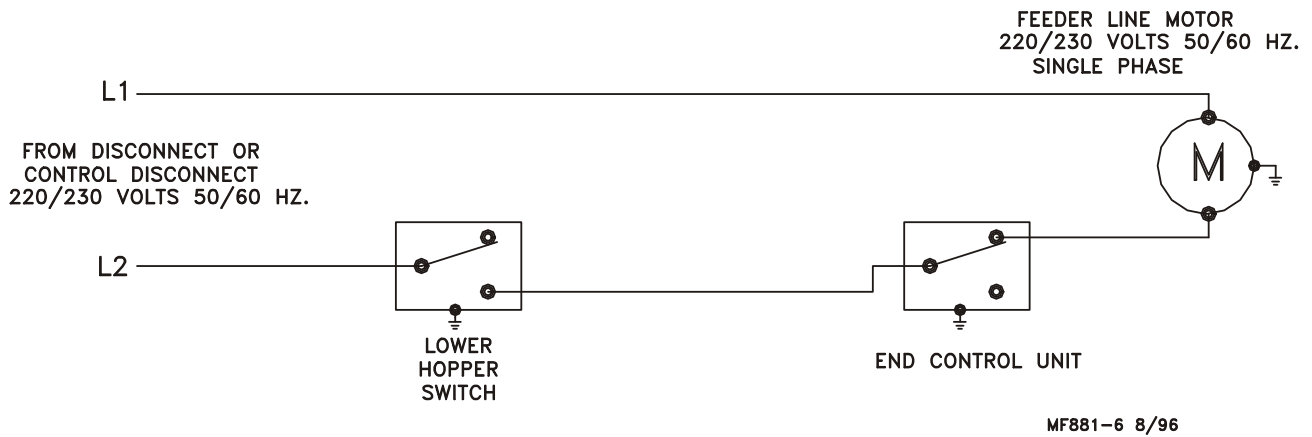 FEEDER LINE MOTOR
220/230 VOLTS 50/60 HZ.
SINGLE PHASE
L1
FROM DISCONNECT OR
CONTROL DISCONNECT
220/230 VOLTS 50/60 HZ.
M
L2
LOWER
HOPPER
SWITCH
END CONTROL UNIT
MF881-6 8/96